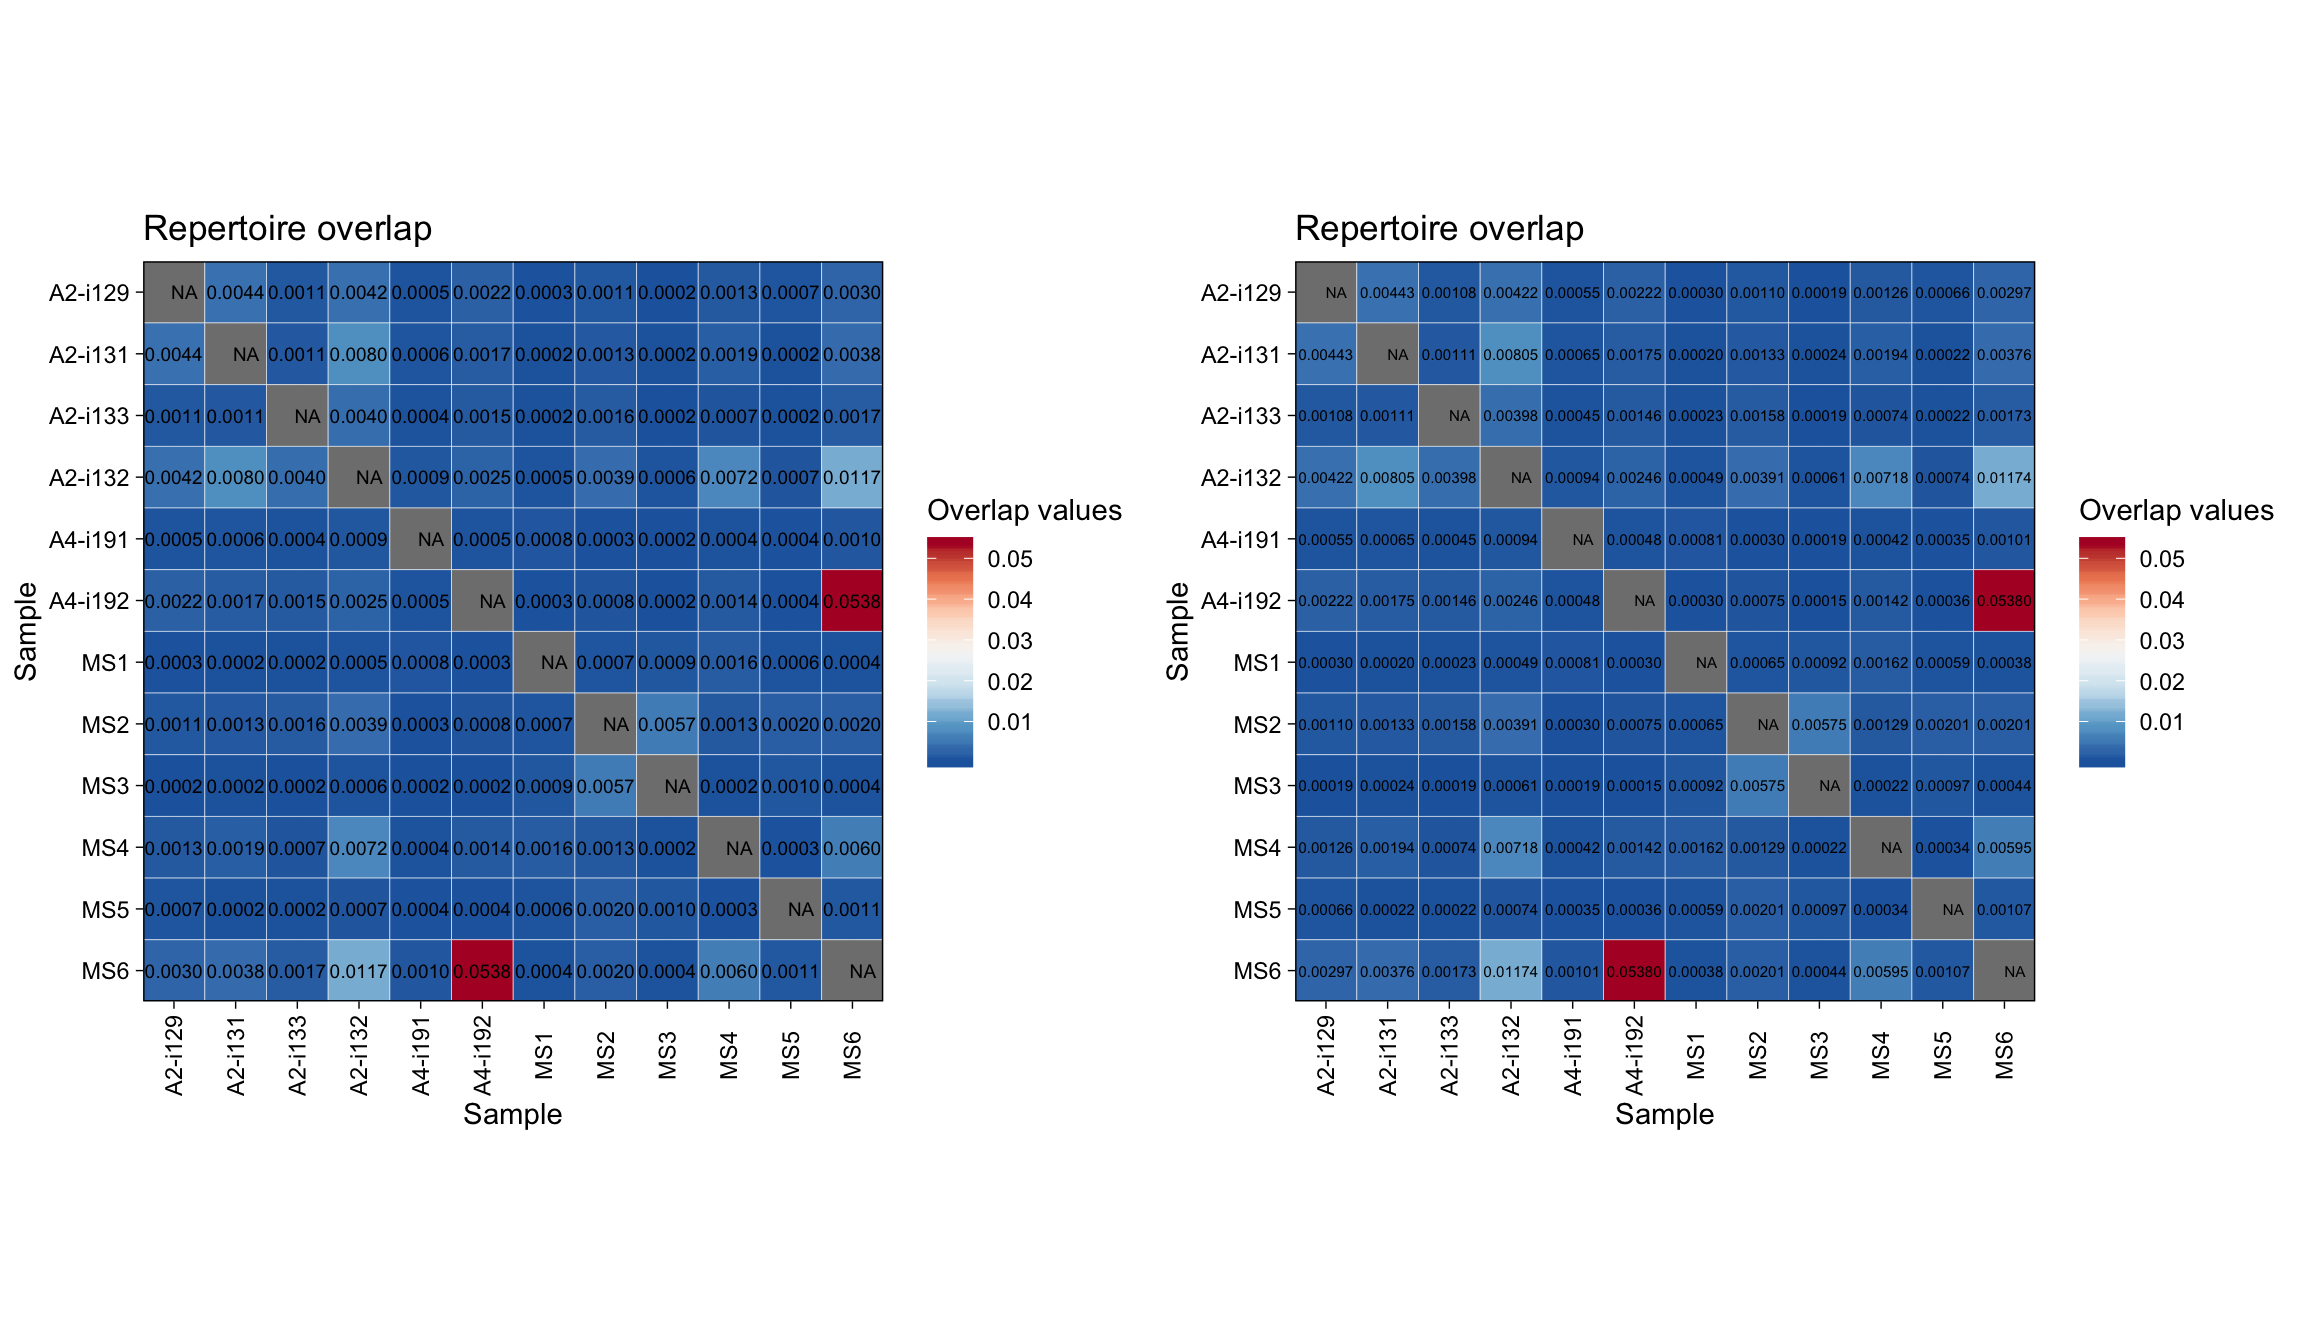 Repertoire overlap
A2-i129 NA 0.0044 0.0011 0.0042 0.0005 0.0022 0.0003 0.0011 0.0002 0.0013 0.0007 0.0030
A2-i131 0.0044 NA 0.0011 0.0080 0.0006 0.0017 0.0002 0.0013 0.0002 0.0019 0.0002 0.0038
A2-i133 0.0011 0.0011 NA 0.0040 0.0004 0.0015 0.0002 0.0016 0.0002 0.0007 0.0002 0.0017
A2-i132 0.0042 0.0080 0.0040 NA 0.0009 0.0025 0.0005 0.0039 0.0006 0.0072 0.0007 0.0117
A4-i191 0.0005 0.0006 0.0004 0.0009 NA 0.0005 0.0008 0.0003 0.0002 0.0004 0.0004 0.0010
A4-i192 0.0022 0.0017 0.0015 0.0025 0.0005 NA 0.0003 0.0008 0.0002 0.0014 0.0004 0.0538
MS1 0.0003 0.0002 0.0002 0.0005 0.0008 0.0003 NA 0.0007 0.0009 0.0016 0.0006 0.0004
MS2 0.0011 0.0013 0.0016 0.0039 0.0003 0.0008 0.0007 NA 0.0057 0.0013 0.0020 0.0020
MS3 0.0002 0.0002 0.0002 0.0006 0.0002 0.0002 0.0009 0.0057 NA 0.0002 0.0010 0.0004
MS4 0.0013 0.0019 0.0007 0.0072 0.0004 0.0014 0.0016 0.0013 0.0002 NA 0.0003 0.0060
MS5 0.0007 0.0002 0.0002 0.0007 0.0004 0.0004 0.0006 0.0020 0.0010 0.0003 NA 0.0011
MS6 0.0030 0.0038 0.0017 0.0117 0.0010 0.0538 0.0004 0.0020 0.0004 0.0060 0.0011 NA
A2-i129 A2-i131 A2-i133 A2-i132 A4-i191 A4-i192 MS1 MS2 MS3 MS4 MS5 MS6
Sample
Sample
Overlap values
0.05
0.04
0.03
0.02
0.01
Repertoire overlap
A2-i129 NA 0.00443 0.00108 0.00422 0.00055 0.00222 0.00030 0.00110 0.00019 0.00126 0.00066 0.00297
A2-i131 0.00443 NA 0.00111 0.00805 0.00065 0.00175 0.00020 0.00133 0.00024 0.00194 0.00022 0.00376
A2-i133 0.00108 0.00111 NA 0.00398 0.00045 0.00146 0.00023 0.00158 0.00019 0.00074 0.00022 0.00173
A2-i132 0.00422 0.00805 0.00398 NA 0.00094 0.00246 0.00049 0.00391 0.00061 0.00718 0.00074 0.01174
A4-i191 0.00055 0.00065 0.00045 0.00094 NA 0.00048 0.00081 0.00030 0.00019 0.00042 0.00035 0.00101
A4-i192 0.00222 0.00175 0.00146 0.00246 0.00048 NA 0.00030 0.00075 0.00015 0.00142 0.00036 0.05380
MS1 0.00030 0.00020 0.00023 0.00049 0.00081 0.00030 NA 0.00065 0.00092 0.00162 0.00059 0.00038
MS2 0.00110 0.00133 0.00158 0.00391 0.00030 0.00075 0.00065 NA 0.00575 0.00129 0.00201 0.00201
MS3 0.00019 0.00024 0.00019 0.00061 0.00019 0.00015 0.00092 0.00575 NA 0.00022 0.00097 0.00044
MS4 0.00126 0.00194 0.00074 0.00718 0.00042 0.00142 0.00162 0.00129 0.00022 NA 0.00034 0.00595
MS5 0.00066 0.00022 0.00022 0.00074 0.00035 0.00036 0.00059 0.00201 0.00097 0.00034 NA 0.00107
MS6 0.00297 0.00376 0.00173 0.01174 0.00101 0.05380 0.00038 0.00201 0.00044 0.00595 0.00107 NA
A2-i129 A2-i131 A2-i133 A2-i132 A4-i191 A4-i192 MS1 MS2 MS3 MS4 MS5 MS6
Sample
Sample
Overlap values
0.05
0.04
0.03
0.02
0.01